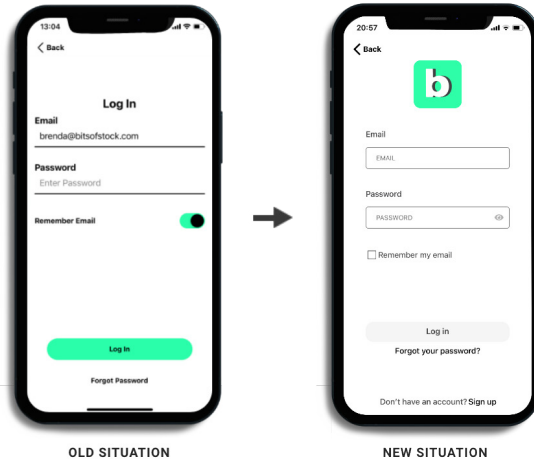 13:04
Back
Log In
Email
brenda@bitsofstock.com
Password
Enter Password
Remember Email
Log In
Forgot Password
OLD SITUATION
20:57
Back
b
Email
EMAIL
Password
PASSWORD
Remember my email
Log in
Forgot your password?
Don't have an account? Sign up
NEW SITUATION